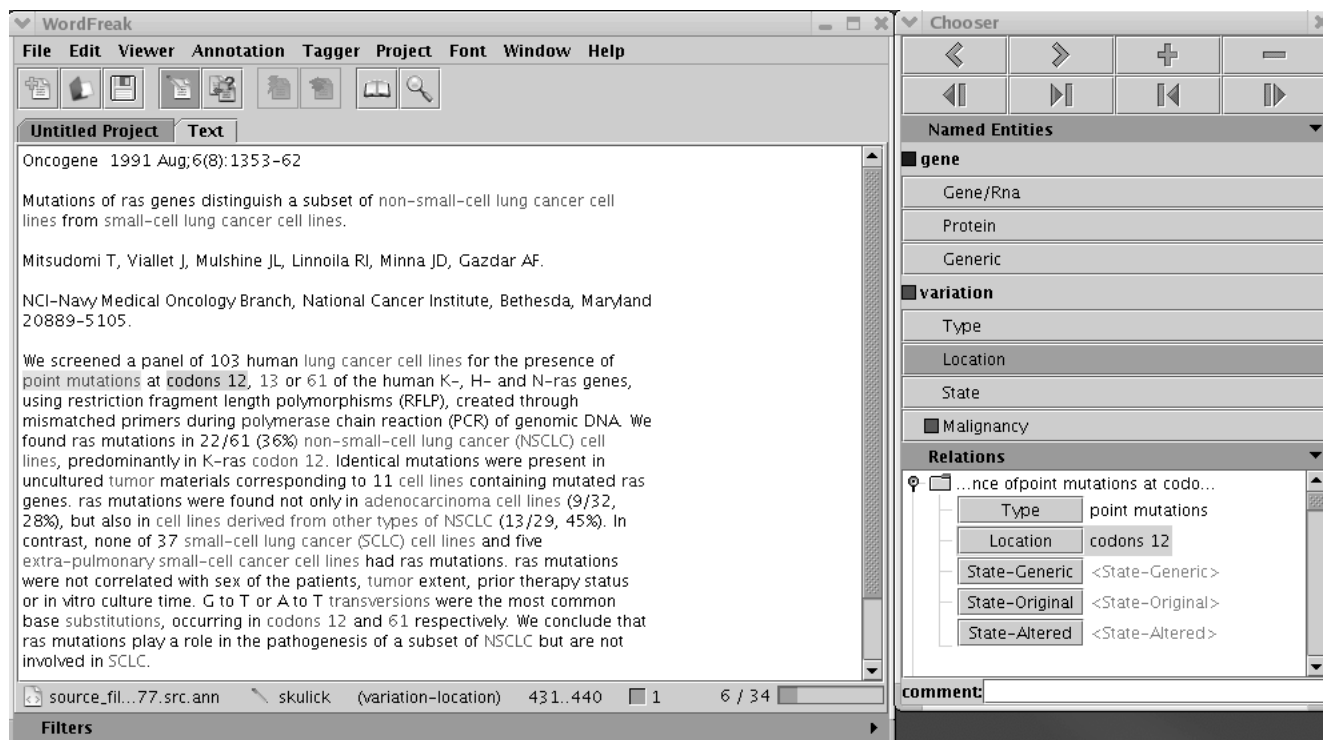 WordFreak
File Edit Viewer Annotation Tagger Project Font Window Help
Untitled Project Text
Oncogene 1991 Aug;6(8):1353-62
Mutations of ras genes distinguish a subset of non-small-cell lung cancer cell
lines from small-cell lung cancer cell lines.
Mitsudomi T, Viallet J, Mulshine JL, Linnoila RI, Minna JD, Gazdar AF.
NCI-Navy Medical Oncology Branch, National Cancer Institute, Bethesda, Maryland
20889-5105.
We screened a panel of 103 human lung cancer cell lines for the presence of
point mutations at codons 12, 13 or 61 of the human K-, H- and N-ras genes,
using restriction fragment length polymorphisms (RFLP), created through
mismatched primers during polymerase chain reaction (PCR) of genomic DNA. We
found ras mutations in 22/61 (36%) non-small-cell lung cancer (NSCLC) cell
lines, predominantly in K-ras codon 12. Identical mutations were present in
uncultured tumor materials corresponding to 11 cell lines containing mutated ras
genes. ras mutations were found not only in adenocarcinoma cell lines (9/32,
28%), but also in cell lines derived from other types of NSCLC (13/29, 45%). In
contrast, none of 37 small-cell lung cancer (SCLC) cell lines and five
extra-pulmonary small-cell cancer cell lines had ras mutations. ras mutations
were not correlated with sex of the patients, tumor extent, prior therapy status
or in vitro culture time. G to T or A to T transversions were the most common
base substitutions, occurring in codons 12 and 61 respectively. We conclude that
ras mutations play a role in the pathogenesis of a subset of NSCLC but are not
involved in SCLC.
source_fil...77.src.ann skulick (variation-location) 431..440 1 6 / 34
Filters
Chooser
Named Entities
gene
Gene/Rna
Protein
Generic
variation
Type
Location
State
Malignancy
Relations
...nce ofpoint mutations at codo...
Type point mutations
Location codons 12
State-Generic <State-Generic>
State-Original <State-Original>
State-Altered <State-Altered>
comment: